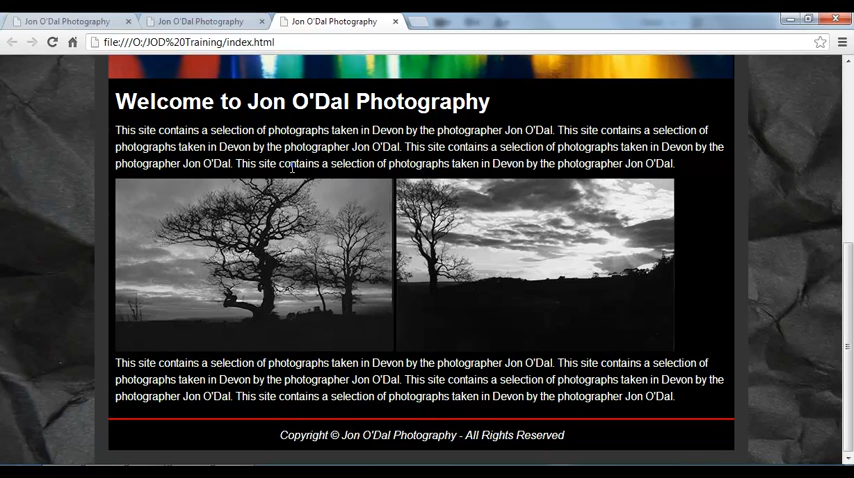 Jon O'Dal Photography
Jon O'Dal Photography
Jon O'Dal Photography
file:///O:/JOD%20Training/index.html
Welcome to Jon O'Dal Photography
This site contains a selection of photographs taken in Devon by the photographer Jon O'Dal. This site contains a selection of
photographs taken in Devon by the photographer Jon O'Dal. This site contains a selection of photographs taken in Devon by the
photographer Jon O'Dal. This site contains a selection of photographs taken in Devon by the photographer Jon O'Dal.
This site contains a selection of photographs taken in Devon by the photographer Jon O'Dal. This site contains a selection of
photographs taken in Devon by the photographer Jon O'Dal. This site contains a selection of photographs taken in Devon by the
photographer Jon O'Dal. This site contains a selection of photographs taken in Devon by the photographer Jon O'Dal.
Copyright © Jon O'Dal Photography - All Rights Reserved